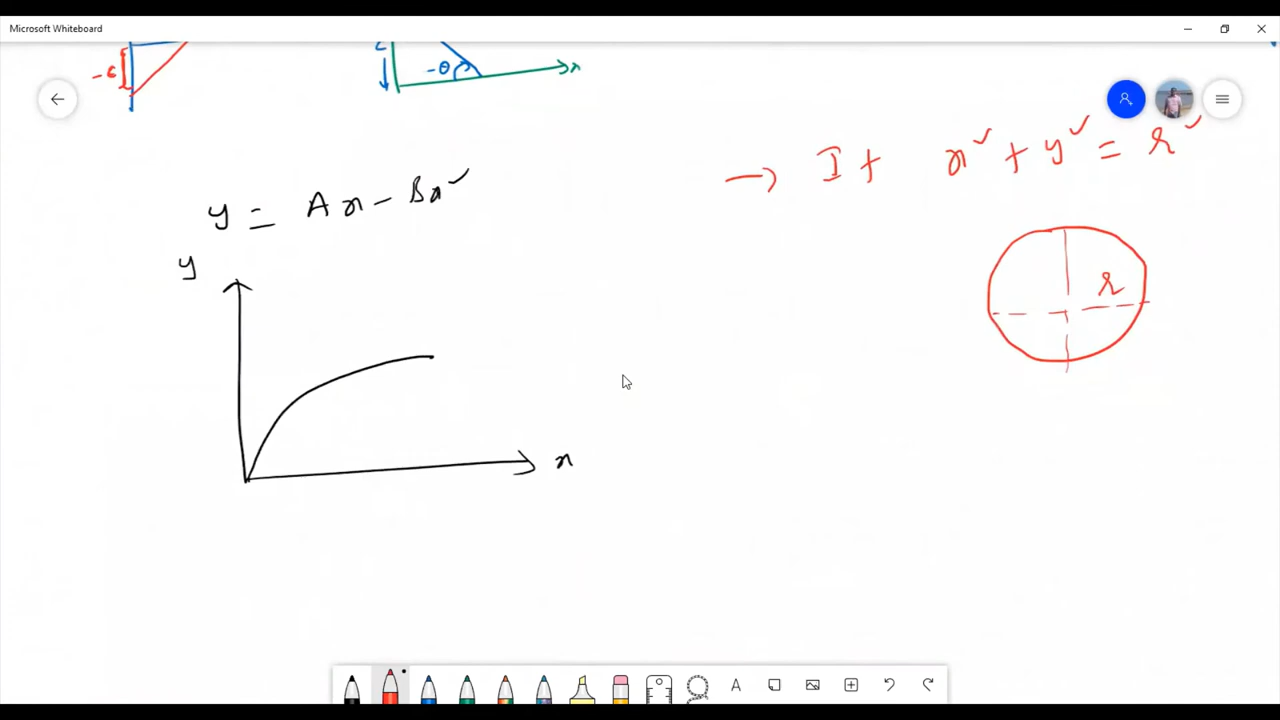 Microsoft Whiteboard
-c
-θ
x
→ If x² + y² = r²
y = Ax - Bx²
y
r
x
A